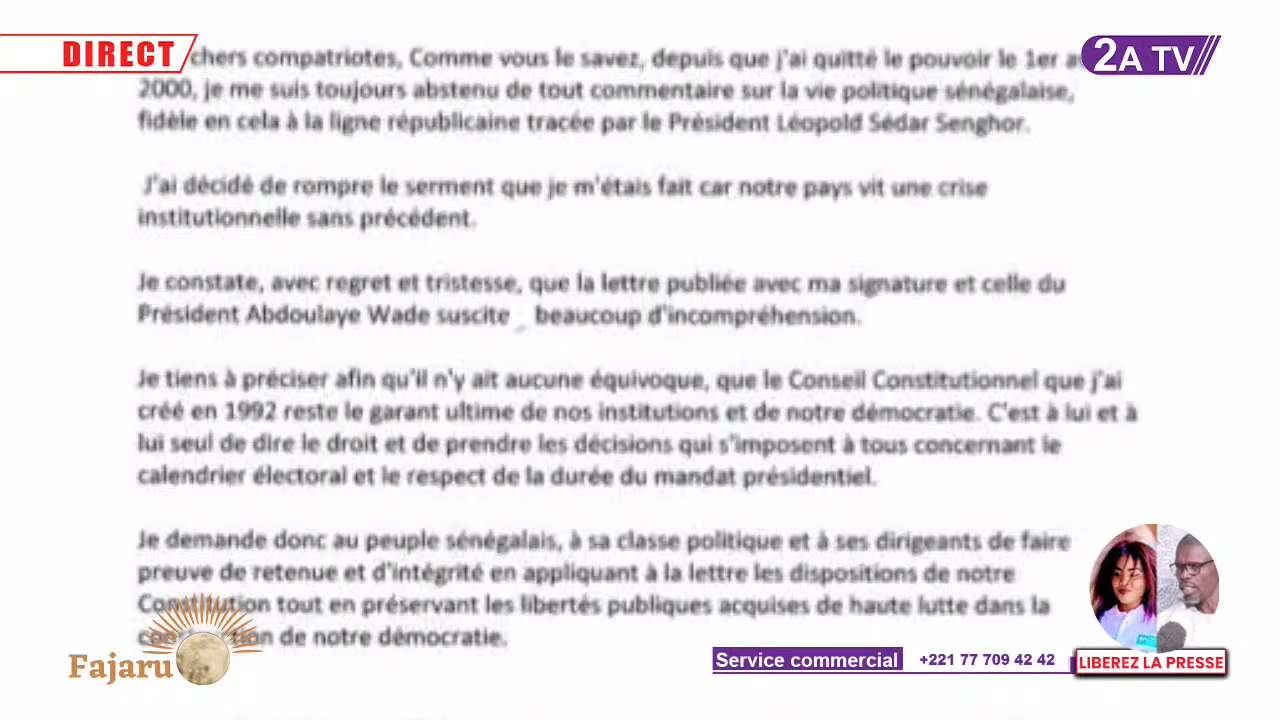 DIRECT
chers compatriotes, Comme vous le savez, depuis que j'ai quitté le pouvoir le 1er
2A TV
2000, je me suis toujours abstenu de tout commentaire sur la vie politique sénégalaise,
fidèle en cela à la ligne républicaine tracée par le Président Léopold Sédar Senghor.
J'ai décidé de rompre le serment que je m'étais fait car notre pays vit une crise
institutionnelle sans précédent.
Je constate, avec regret et tristesse, que la lettre publiée avec ma signature et celle du
Président Abdoulaye Wade suscite beaucoup d'incompréhension.
Je tiens à préciser afin qu'il n'y ait aucune équivoque, que le Conseil Constitutionnel que j'ai
créé en 1992 reste le garant ultime de nos institutions et de notre démocratie. C'est à lui et à
lui seul de dire le droit et de prendre les décisions qui s'imposent à tous concernant le
calendrier électoral et le respect de la durée du mandat présidentiel.
Je demande donc au peuple sénégalais, à sa classe politique et à ses dirigeants de faire
preuve de retenue et d'intégrité en appliquant à la lettre les dispositions de notre
Constitution tout en préservant les libertés publiques acquises de haute lutte dans la
de notre démocratie.
Fajaru
Service commercial +221 77 709 42 42
LIBEREZ LA PRESSE